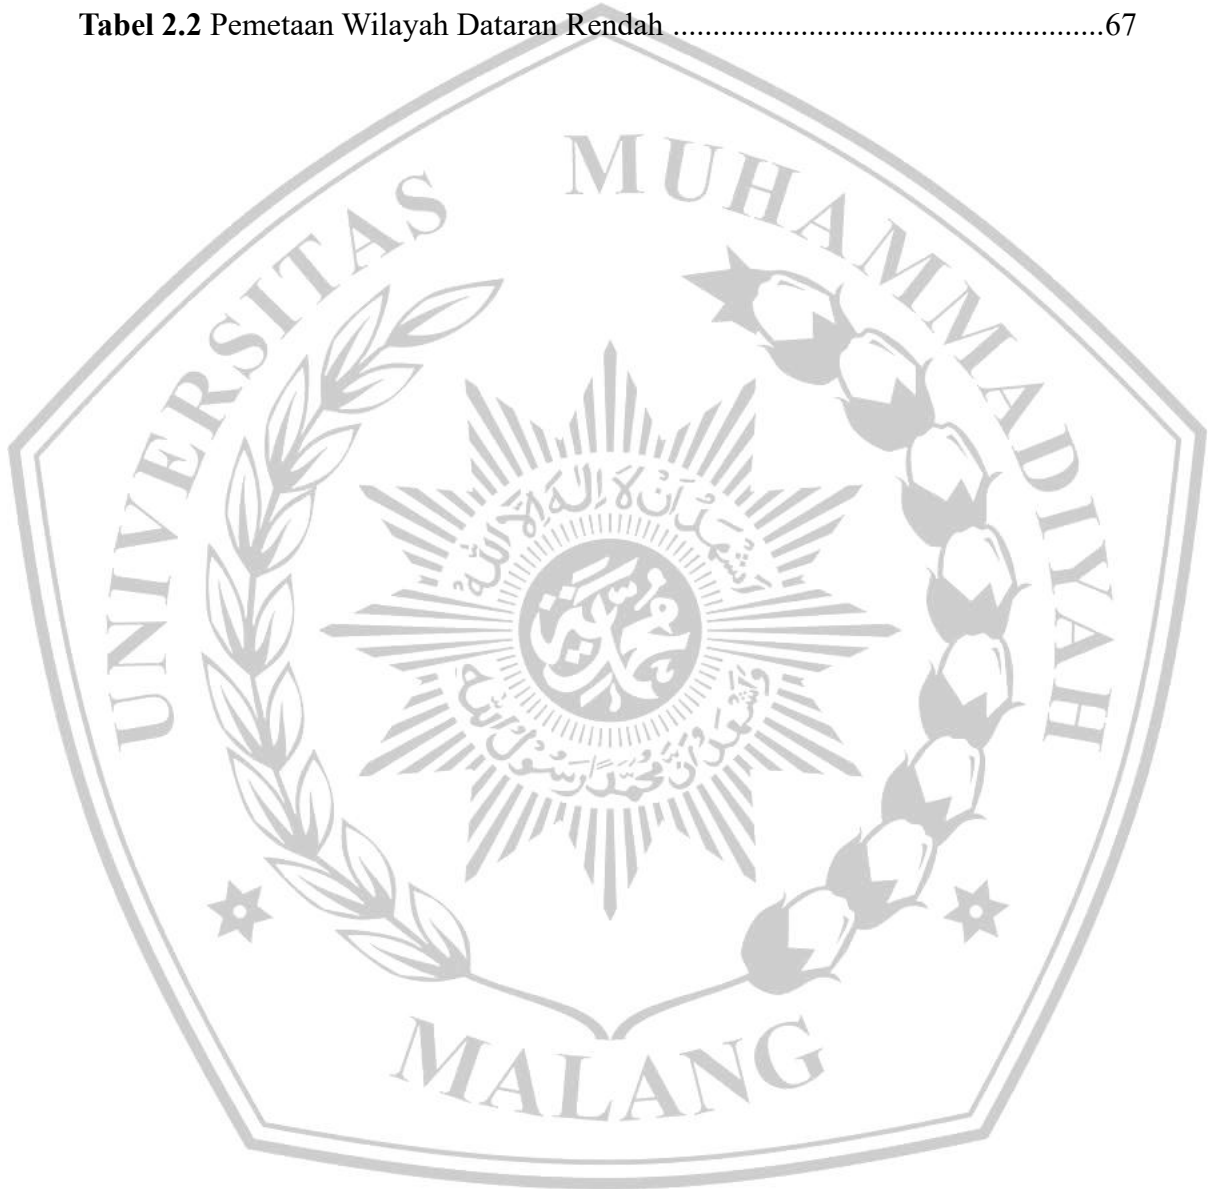 Tabel 2.2 Pemetaan Wilayah Dataran Rendah ......................................................67
UNIVERSITAS MUHAMMADIYAH
MALANG